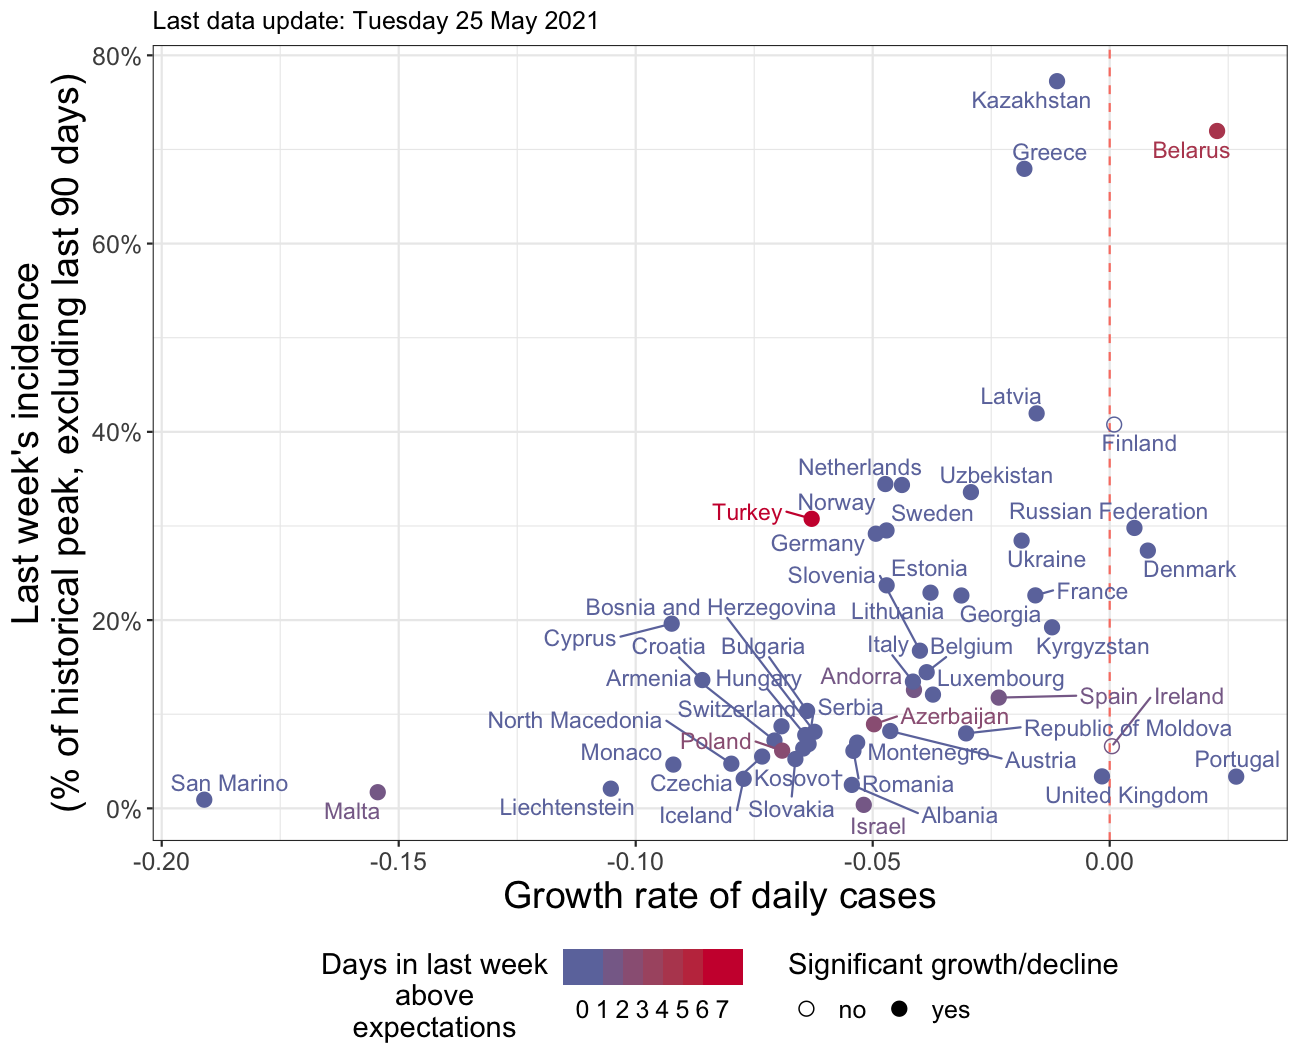 Last data update: Tuesday 25 May 2021
Last week's incidence
(% of historical peak, excluding last 90 days)
80%
60%
40%
20%
0%
Kazakhstan
Belarus
Greece
Latvia
Finland
Netherlands
Uzbekistan
Norway
Turkey
Sweden
Russian Federation
Germany
Ukraine
Denmark
Slovenia
Estonia
France
Bosnia and Herzegovina
Lithuania
Georgia
Cyprus
Croatia
Bulgaria
Italy
Belgium
Kyrgyzstan
Armenia
Hungary
Andorra
Luxembourg
Spain
Ireland
Switzerland
Serbia
North Macedonia
Azerbaijan
Republic of Moldova
Poland
Monaco
Montenegro
Austria
Portugal
San Marino
Czechia
Kosovo†
Romania
United Kingdom
Malta
Liechtenstein
Iceland
Slovakia
Albania
Israel
-0.20
-0.15
-0.10
-0.05
0.00
Growth rate of daily cases
Days in last week
above
expectations
0 1 2 3 4 5 6 7
Significant growth/decline
no
yes